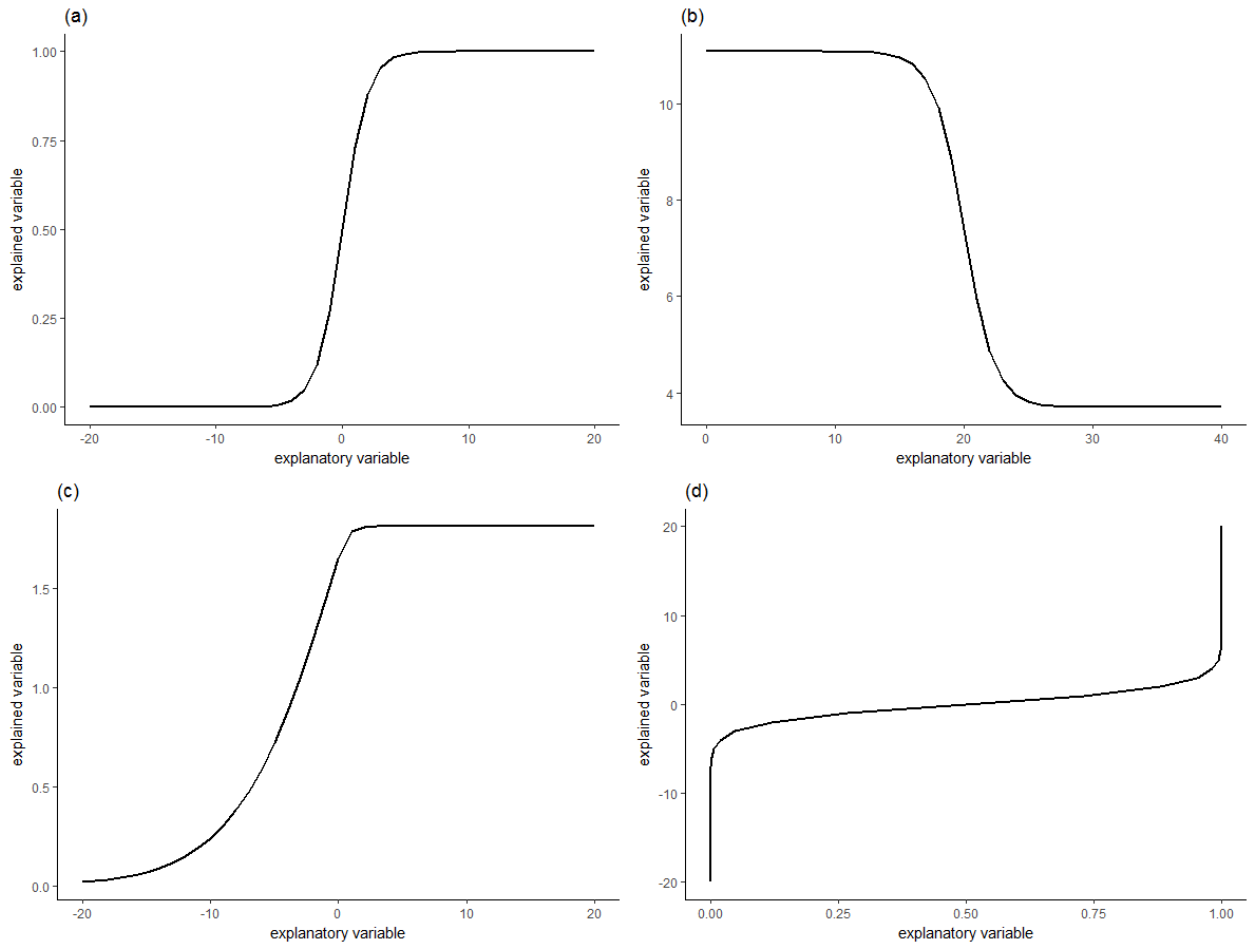 (a)
1.00
0.75
0.50
0.25
0.00
explained variable
-20 -10 0 10 20
explanatory variable
(b)
10
8
6
4
explained variable
0 10 20 30 40
explanatory variable
(c)
1.5
1.0
0.5
0.0
explained variable
-20 -10 0 10 20
explanatory variable
(d)
20
10
0
-10
-20
explained variable
0.00 0.25 0.50 0.75 1.00
explanatory variable